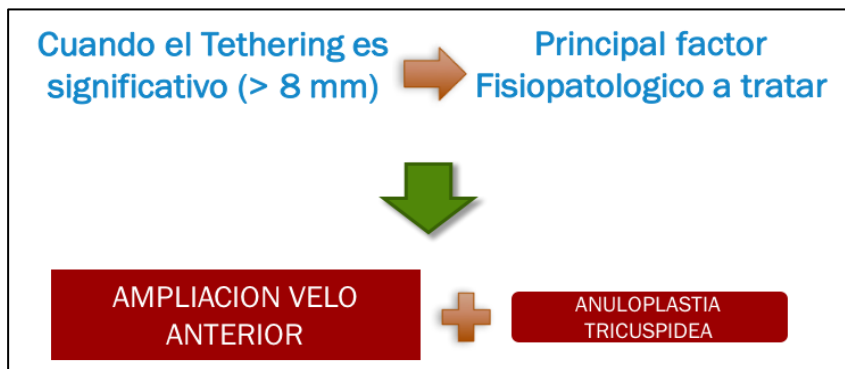 Cuando el Tethering es
significativo (> 8 mm)
Principal factor
Fisiopatologico a tratar
AMPLIACION VELO
ANTERIOR
ANULOPLASTIA
TRICUSPIDEA